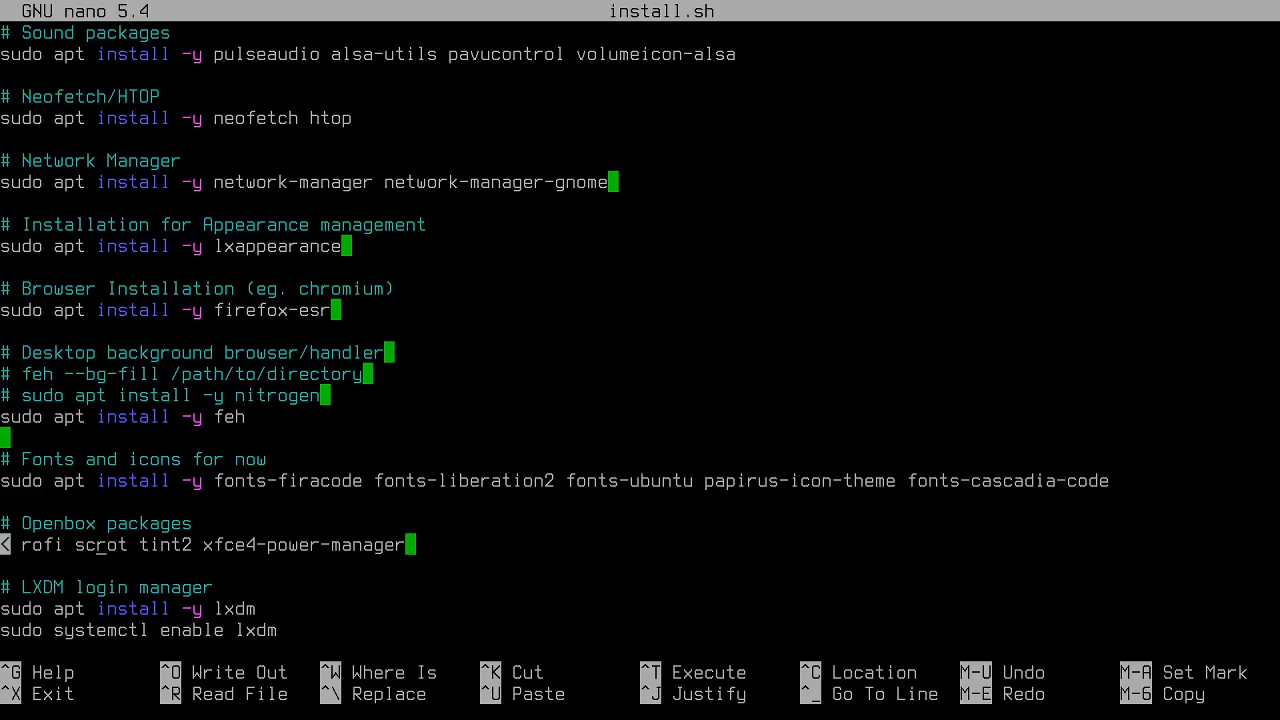 GNU nano 5.4 install.sh
# Sound packages
sudo apt install -y pulseaudio alsa-utils pavucontrol volumeicon-alsa
# Neofetch/HTOP
sudo apt install -y neofetch htop
# Network Manager
sudo apt install -y network-manager network-manager-gnome
# Installation for Appearance management
sudo apt install -y lxappearance
# Browser Installation (eg. chromium)
sudo apt install -y firefox-esr
# Desktop background browser/handler
# feh --bg-fill /path/to/directory
# sudo apt install -y nitrogen
sudo apt install -y feh
# Fonts and icons for now
sudo apt install -y fonts-firacode fonts-liberation2 fonts-ubuntu papirus-icon-theme fonts-cascadia-code
# Openbox packages
< rofi scrot tint2 xfce4-power-manager
# LXDM login manager
sudo apt install -y lxdm
sudo systemctl enable lxdm
^G Help ^O Write Out ^W Where Is ^K Cut ^T Execute ^C Location M-U Undo M-A Set Mark
^X Exit ^R Read File ^\ Replace ^U Paste ^J Justify ^_ Go To Line M-E Redo M-6 Copy